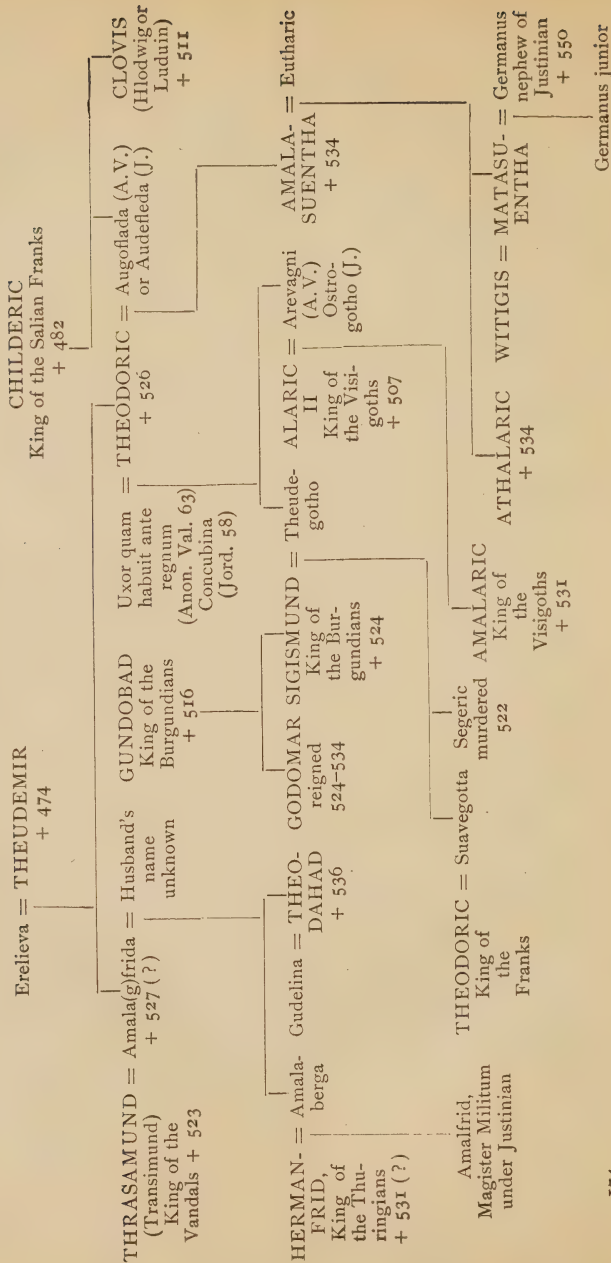 Erelieva = THEUDEMIR
+ 474
CHILDERIC
King of the Salian Franks
+ 482
THRASAMUND = Amala(g)frida = Husband's
(Transimund)
King of the
Vandals + 523
+ 527 (?)
name
unknown
GUNDOBAD
King of the
Burgundians
+ 516
Uxor quam
habuit ante
regnum
(Anon. Val. 63)
Concubina
(Jord. 58)
= THEODORIC = Augoflada (A.V.)
+ 526
or Audefleda (J.)
CLOVIS
(Hlodwig or
Luduin)
+ 511
HERMAN- = Amala-
FRID,
King of
the Thu-
ringians
+ 531 (?)
berga
Gudelina = THEO-
DAHAD
+ 536
GODOMAR
reigned
524-534
SIGISMUND = Theude-
King of
the Bur-
gundians
+ 524
gotho
ALARIC = Arevagni
II
King of
the Visi-
goths
+ 507
(A.V.)
Ostro-
gotho (J.)
AMALA- = Eutharic
SUENTHA
+ 534
Amalfrid,
Magister Militum
under Justinian
THEODORIC = Suavegotta
King of
the
Franks
Segeric
murdered
522
AMALARIC
King of
the
Visigoths
+ 531
ATHALARIC
+ 534
WITIGIS = MATASU- = Germanus
ENTHA
nephew of
Justinian
+ 550
Germanus junior